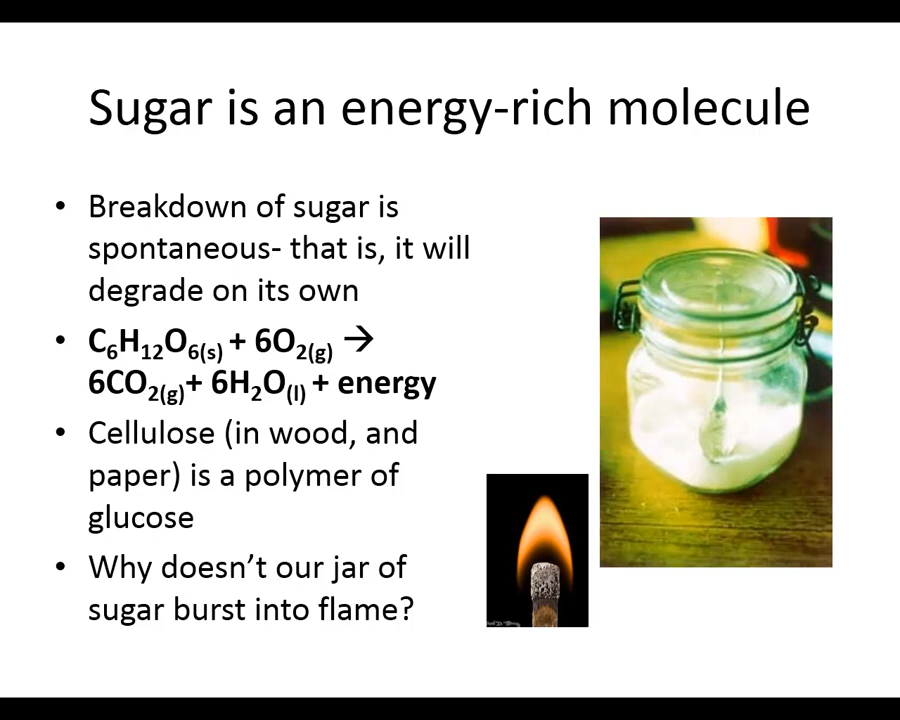 Sugar is an energy-rich molecule
• Breakdown of sugar is
spontaneous- that is, it will
degrade on its own
• C₆H₁₂O₆₍ₛ₎ + 6O₂₍g₎ →
6CO₂₍g₎+ 6H₂O₍l₎ + energy
• Cellulose (in wood, and
paper) is a polymer of
glucose
• Why doesn’t our jar of
sugar burst into flame?